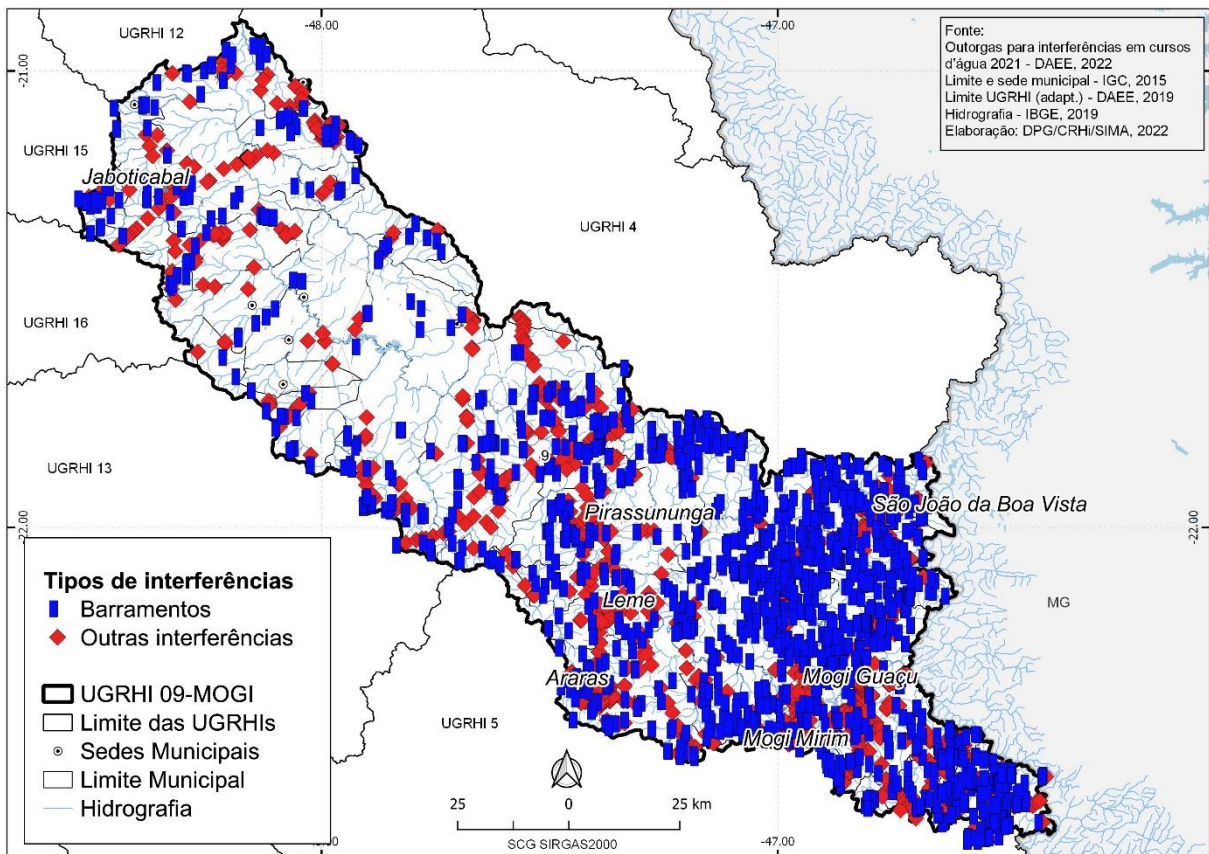 -48.00
-47.00
UGRHI 12
Fonte:
Outorgas para interferências em cursos
d'água 2021 - DAEE, 2022
Limite e sede municipal - IGC, 2015
Limite UGRHI (adapt.) - DAEE, 2019
Hidrografia - IBGE, 2019
Elaboração: DPG/CRHi/SIMA, 2022
-21.00
-21.00
UGRHI 15
Jaboticabal
UGRHI 4
UGRHI 16
UGRHI 13
9
São João da Boa Vista
Pirassununga
-22.00
Tipos de interferências
Barramentos
Outras interferências
UGRHI 09-MOGI
Limite das UGRHIs
Sedes Municipais
Limite Municipal
Hidrografia
Leme
MG
Araras
Mogi Guaçu
UGRHI 5
Mogi Mirim
25
0
25 km
SCG SIRGAS2000
-47.00